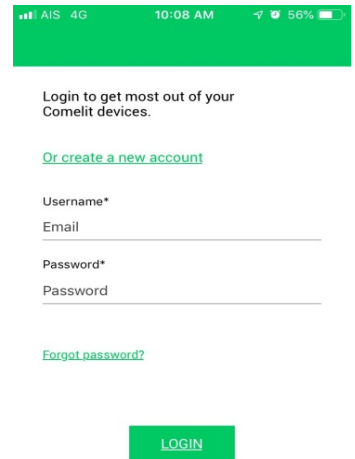 AIS 4G 10:08 AM 56%
Login to get most out of your
Comelit devices.
Or create a new account
Username*
Email
Password*
Password
Forgot password?
LOGIN